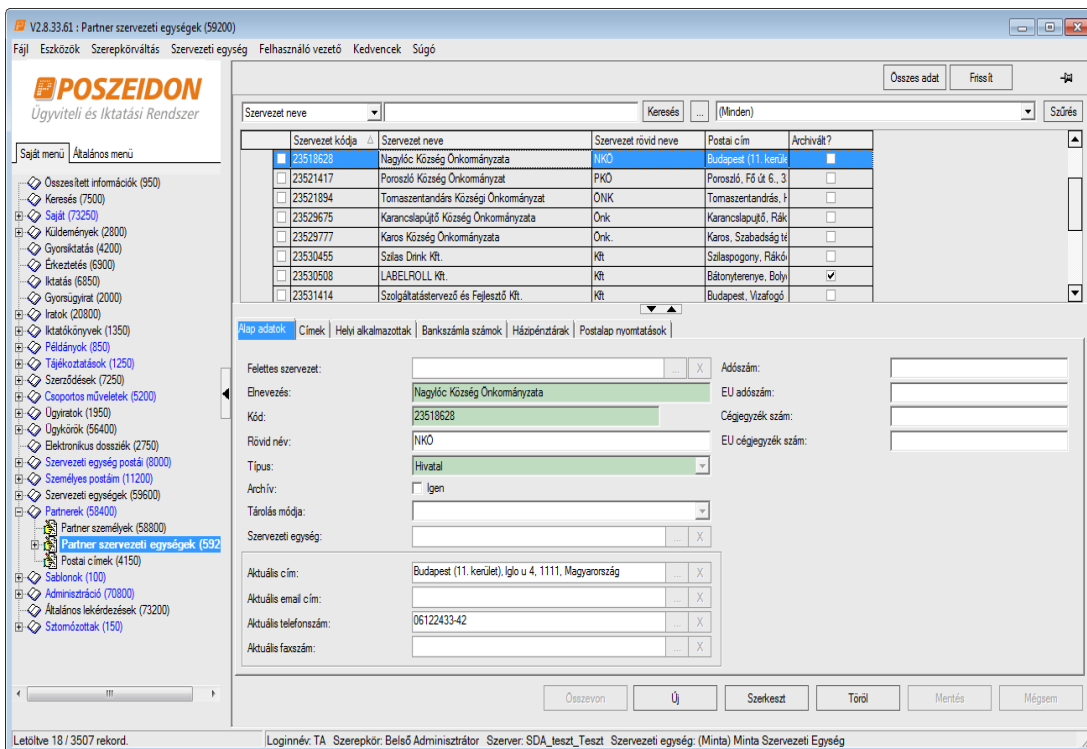 V2.8.33.61 : Partner szervezeti egységek (59200)
Fájl Eszközök Szerepkörváltás Szervezeti egység Felhasználó vezető Kedvencek Súgó
POSZEIDON
Ügyviteli és Iktatási Rendszer
Összes adat Frissít
Szervezet neve Keresés ... (Minden) Szűrés
Saját menü Általános menü
Összesített információk (950)
Keresés (7500)
Saját (73250)
Küldemények (2800)
Gyorsiktatás (4200)
Érkeztetés (6900)
Iktatás (6850)
Gyorsügyirat (2000)
Iratok (20800)
Iktatókönyvek (1350)
Példányok (850)
Tájékoztatások (1250)
Szerződések (7250)
Csoportos műveletek (5200)
Ügyiratok (1950)
Ügykörök (56400)
Elektronikus dossziék (2750)
Szervezeti egység postái (8000)
Személyes postáim (11200)
Szervezeti egységek (59600)
Partnerek (58400)
Partner személyek (58800)
Partner szervezeti egységek (592
Postai címek (4150)
Sablonok (100)
Adminisztráció (70800)
Általános lekérdezések (73200)
Sztornózottak (150)
Szervezet kódja Szervezet neve Szervezet rövid neve Postai cím Archivált?
23518628 Nagylóc Község Önkormányzata NKÖ Budapest (11. kerüle
23521417 Poroszló Község Önkormányzat PKÖ Poroszló, Fő út 6., 3
23521894 Tarnaszentandárs Községi Önkormányzat ÖNK Tarnaszentandrás, H
23529675 Karancslapújtő Község Önkormányzata Önk Karancslapujtő, Rák
23529777 Karos Község Önkormányzata Önk. Karos, Szabadság té
23530455 Szilas Drink Kft. Kft Szilaspogony, Rákó
23530508 LABELROLL Kft. Kft Bátonyterenye, Boly
23531414 Szolgáltatástervező és Fejlesztő Kft. Kft Budapest, Vizafogó
Alap adatok Címek Helyi alkalmazottak Bankszámla számok Házipénztárak Postalap nyomtatások
Felettes szervezet: ... X Adószám:
Elnevezés: Nagylóc Község Önkormányzata EU adószám:
Kód: 23518628 Cégjegyzék szám:
Rövid név: NKÖ EU cégjegyzék szám:
Típus: Hivatal
Archív: Igen
Tárolás módja:
Szervezeti egység: ... X
Aktuális cím: Budapest (11. kerület), Iglo u 4, 1111, Magyarország ... X
Aktuális email cím: ... X
Aktuális telefonszám: 06122433-42 ... X
Aktuális faxszám: ... X
Összevon Új Szerkeszt Töröl Mentés Mégsem
Letöltve 18 / 3507 rekord. Loginnév: TA Szerepkör: Belső Adminisztrátor Szerver: SDA_teszt_Teszt Szervezeti egység: (Minta) Minta Szervezeti Egység